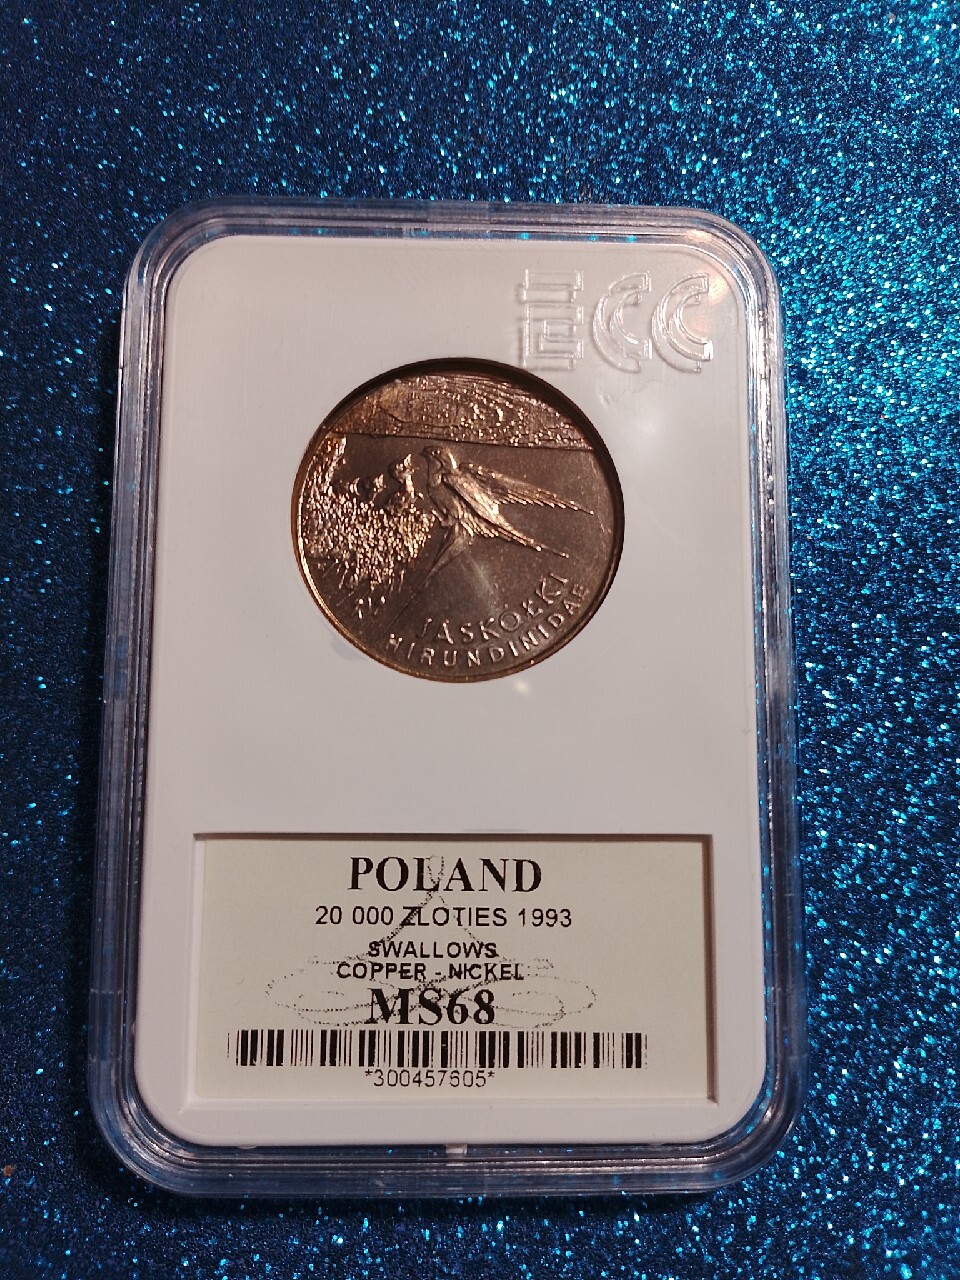 ECC
JASKÓŁKI
HIRUNDINIDAE
POLAND
20 000 ZLOTIES 1993
SWALLOWS
COPPER - NICKEL
MS68
*300457605*